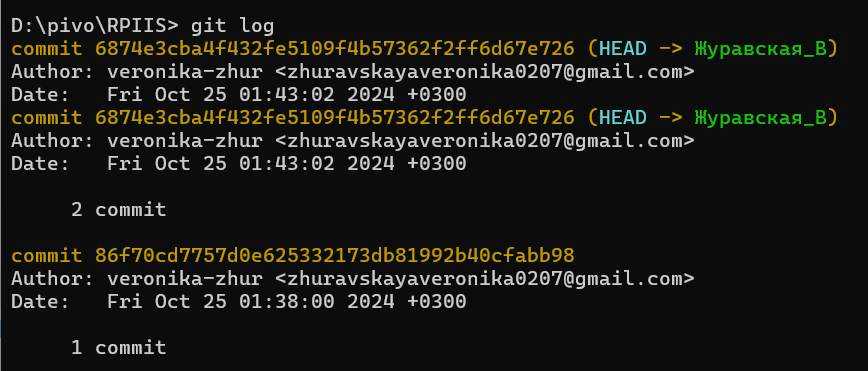 D:\pivo\RPIIS> git log
commit 6874e3cba4f432fe5109f4b57362f2ff6d67e726 (HEAD -> Журавская_В)
Author: veronika-zhur <zhuravskayaveronika0207@gmail.com>
Date:   Fri Oct 25 01:43:02 2024 +0300
commit 6874e3cba4f432fe5109f4b57362f2ff6d67e726 (HEAD -> Журавская_В)
Author: veronika-zhur <zhuravskayaveronika0207@gmail.com>
Date:   Fri Oct 25 01:43:02 2024 +0300
2 commit
commit 86f70cd7757d0e625332173db81992b40cfabb98
Author: veronika-zhur <zhuravskayaveronika0207@gmail.com>
Date:   Fri Oct 25 01:38:00 2024 +0300
1 commit